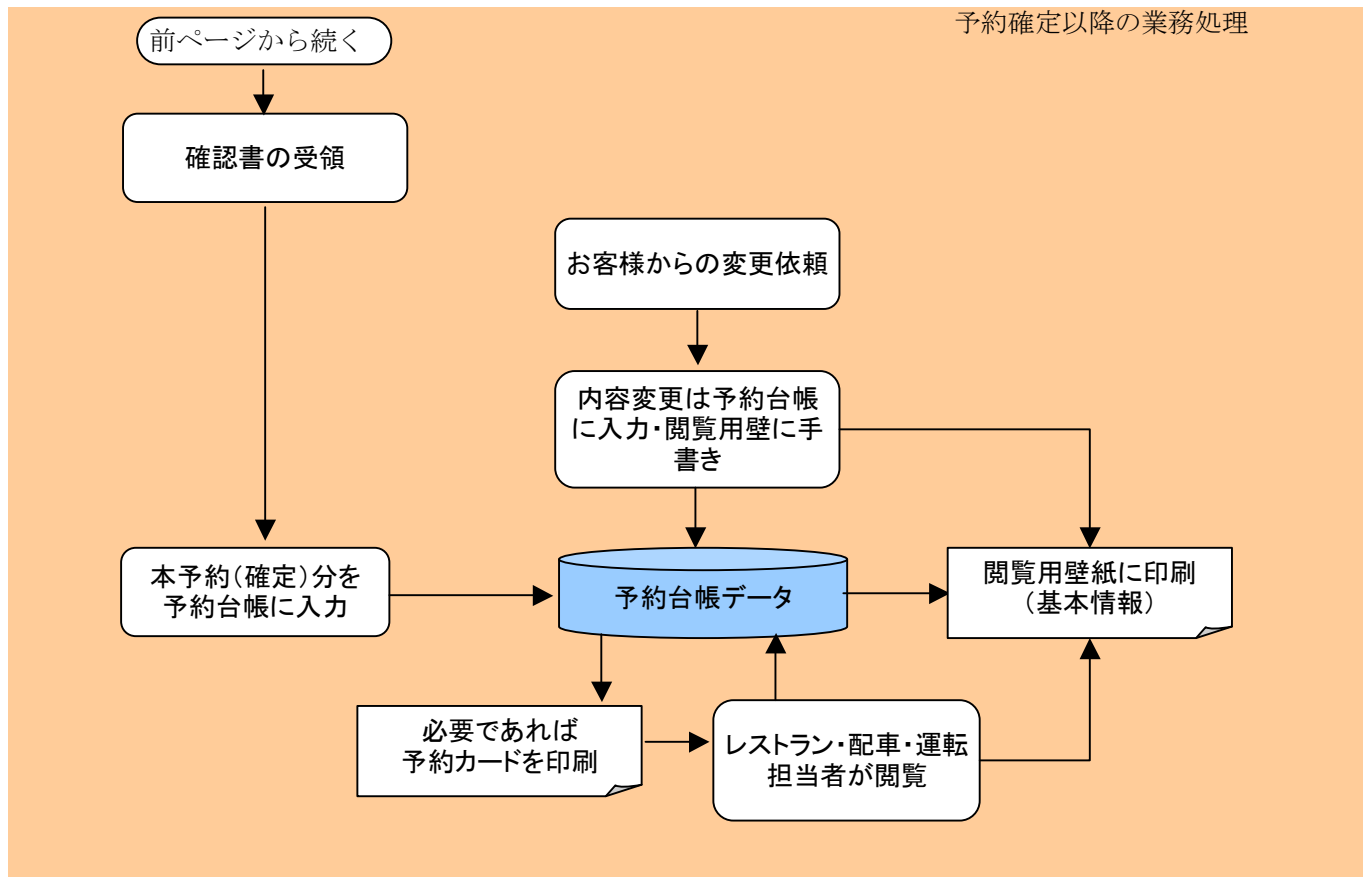 予約確定以降の業務処理
前ページから続く
確認書の受領
お客様からの変更依頼
内容変更は予約台帳
に入力・閲覧用壁に手
書き
本予約(確定)分を
予約台帳に入力
予約台帳データ
閲覧用壁紙に印刷
(基本情報)
必要であれば
予約カードを印刷
レストラン・配車・運転
担当者が閲覧